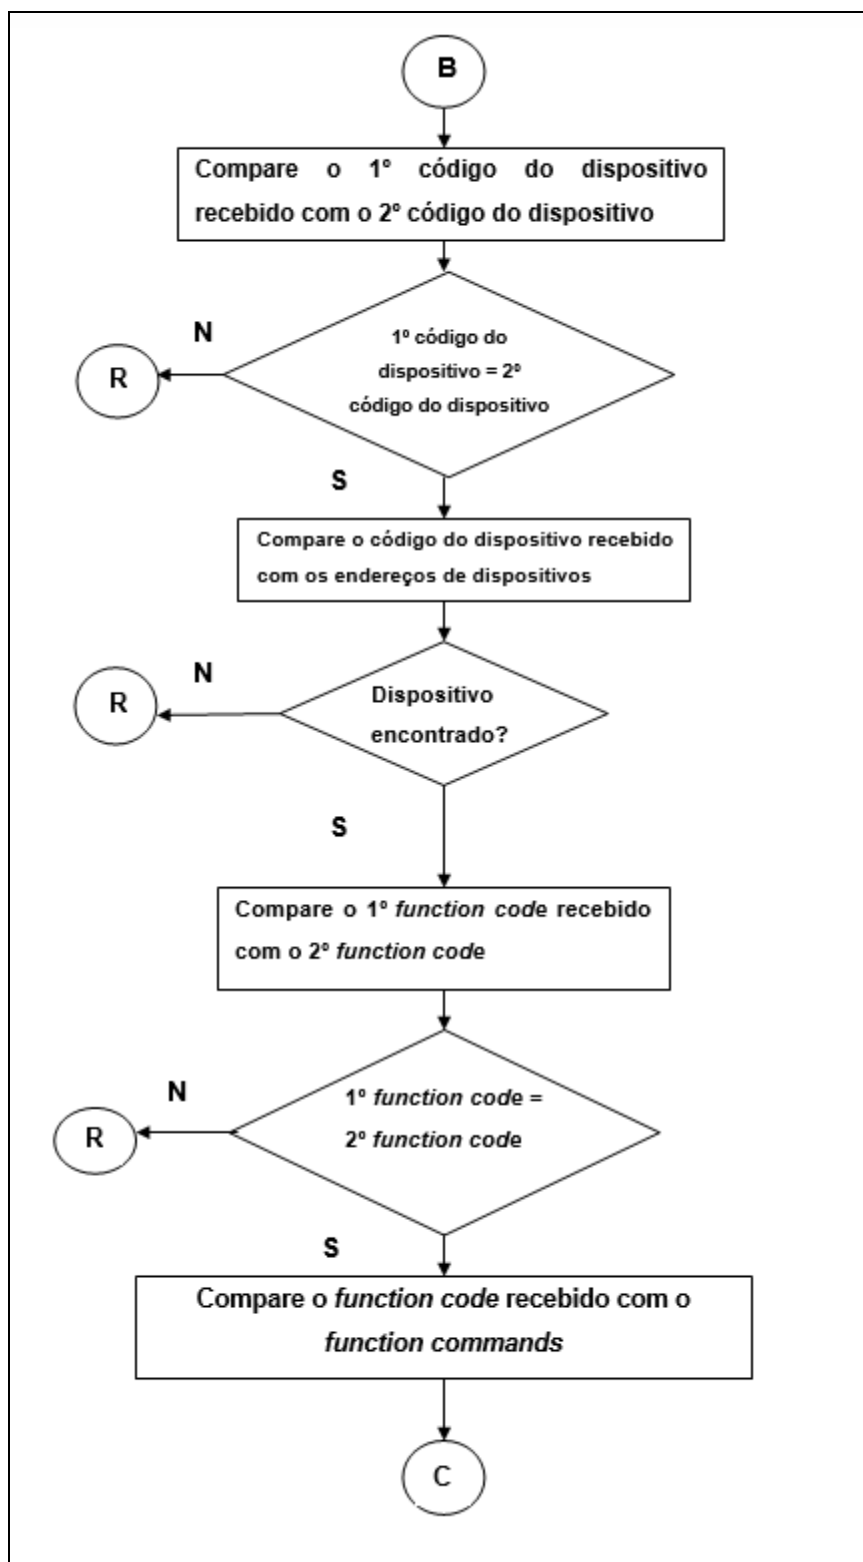 B
Compare o 1º código do dispositivo
recebido com o 2º código do dispositivo
N
1º código do
dispositivo = 2º
código do dispositivo
R
S
Compare o código do dispositivo recebido
com os endereços de dispositivos
N
Dispositivo
encontrado?
R
S
Compare o 1º function code recebido
com o 2º function code
N
1º function code =
2º function code
R
S
Compare o function code recebido com o
function commands
C